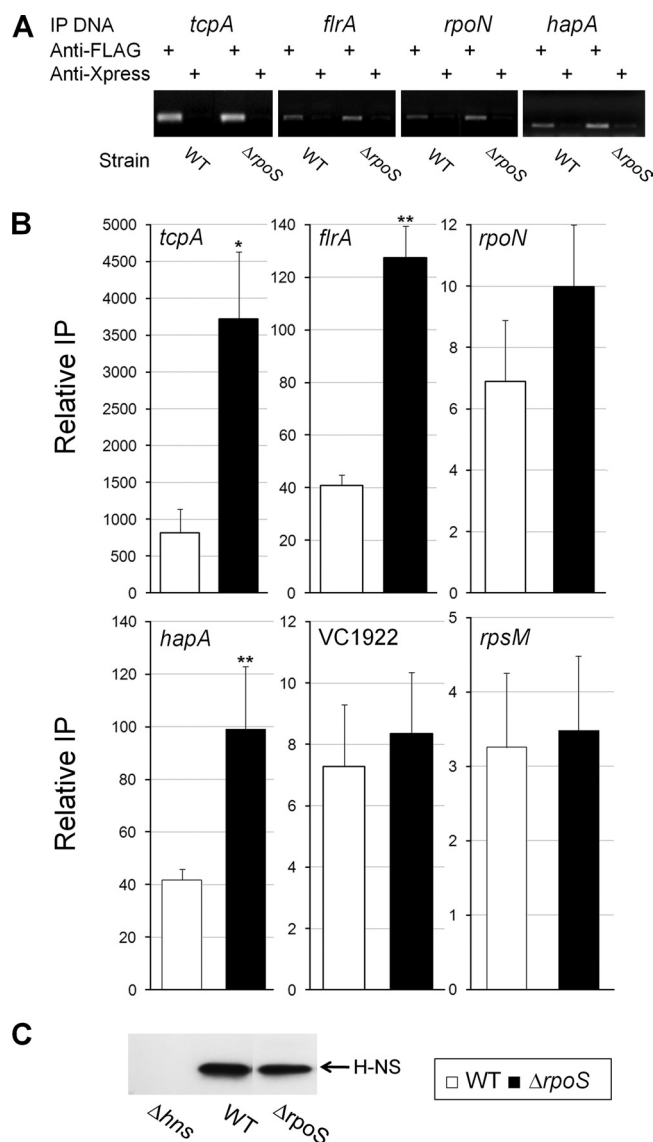 A
IP DNA tcpA flrA rpoN hapA
Anti-FLAG + + + + + + + +
Anti-Xpress + + + + + + + +
Strain WT ΔrpoS WT ΔrpoS WT ΔrpoS WT ΔrpoS
B
Relative IP
5000
4500
4000
3500
3000
2500
2000
1500
1000
500
0
tcpA
*
140
120
100
80
60
40
20
0
flrA
**
12
10
8
6
4
2
0
rpoN
Relative IP
140
120
100
80
60
40
20
0
hapA
**
12
10
8
6
4
2
0
VC1922
5
4
3
2
1
0
rpsM
C
H-NS
Δhns WT ΔrpoS
WT ΔrpoS